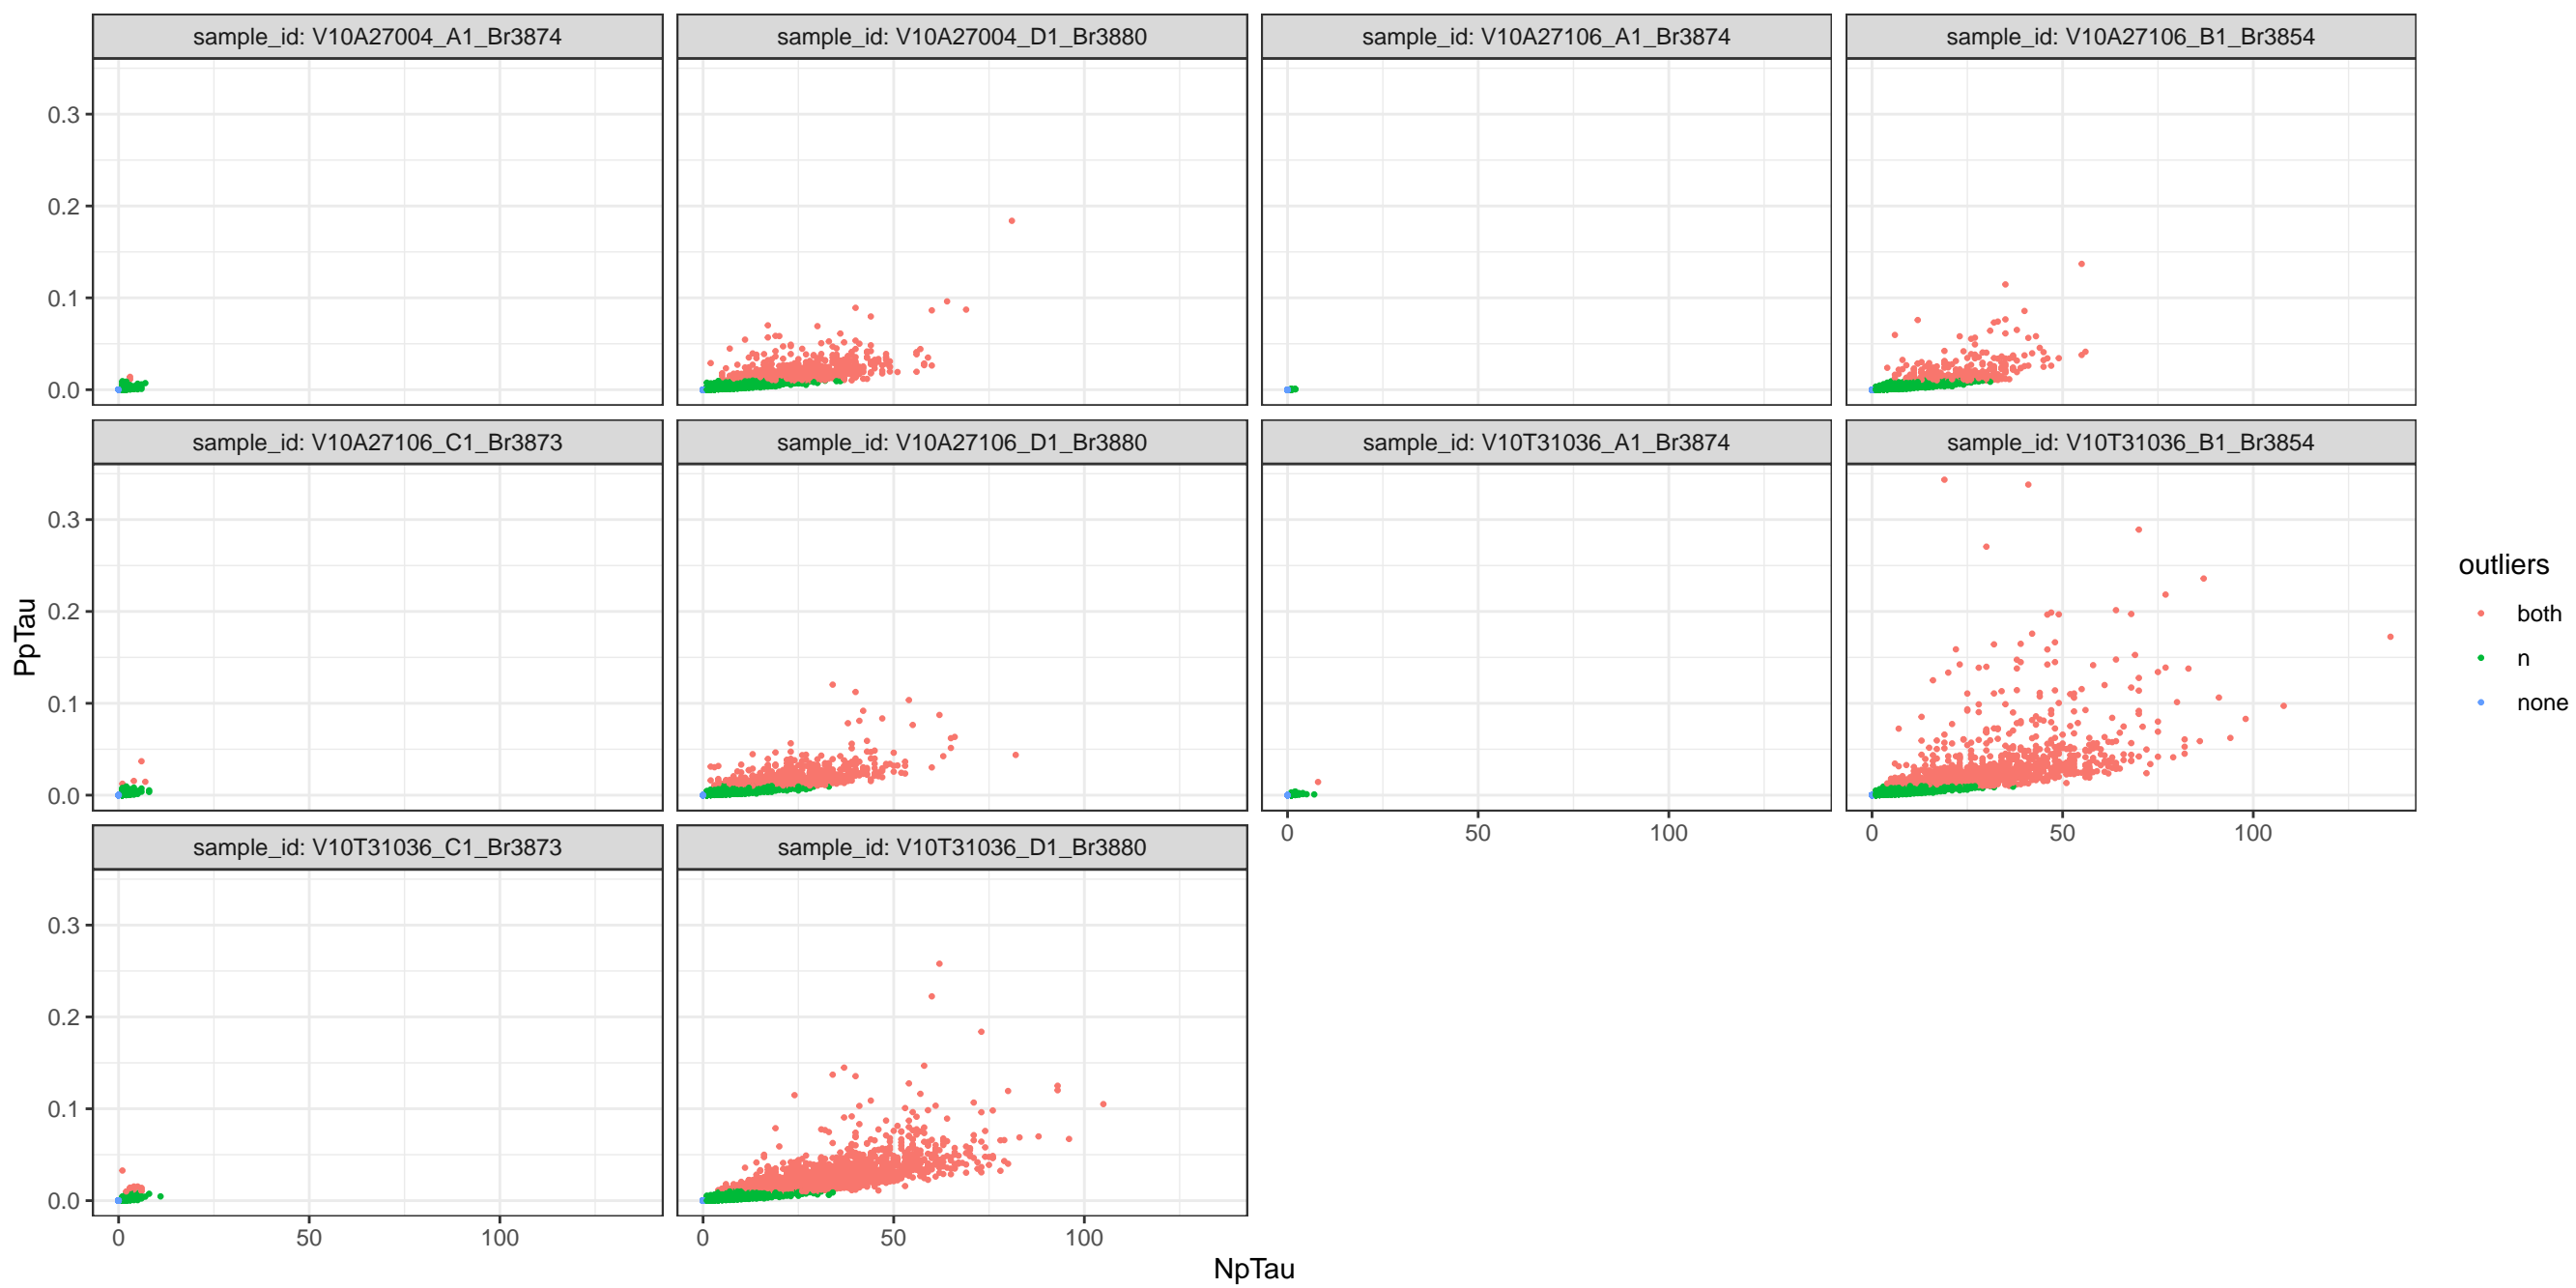 sample_id: V10A27004_A1_Br3874
sample_id: V10A27004_D1_Br3880
sample_id: V10A27106_A1_Br3874
sample_id: V10A27106_B1_Br3854
0.3
0.2
0.1
0.0
sample_id: V10A27106_C1_Br3873
sample_id: V10A27106_D1_Br3880
sample_id: V10T31036_A1_Br3874
sample_id: V10T31036_B1_Br3854
0.3
0.2
0.1
0.0
0 50 100
0 50 100
sample_id: V10T31036_C1_Br3873
sample_id: V10T31036_D1_Br3880
0.3
0.2
0.1
0.0
0 50 100
0 50 100
PpTau
NpTau
outliers
both
n
none